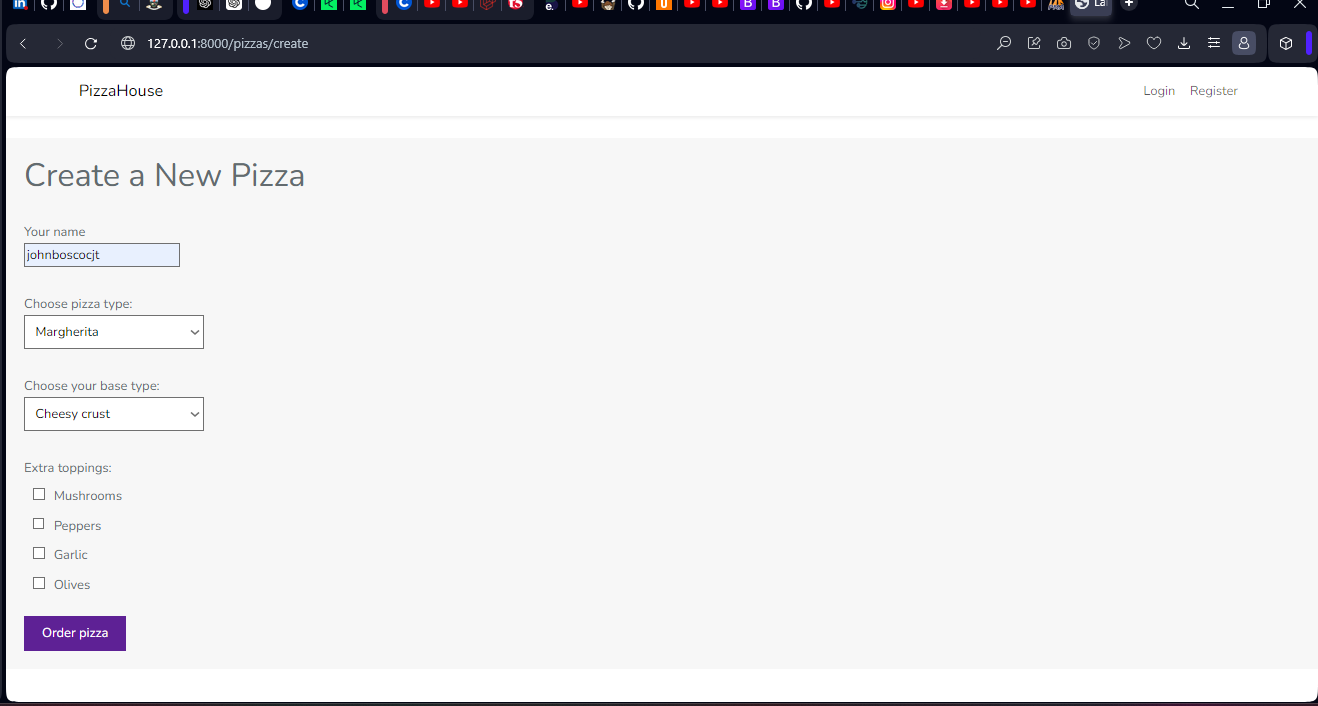 127.0.0.1:8000/pizzas/create
PizzaHouse
Login Register
Create a New Pizza
Your name
johnboscocjt
Choose pizza type:
Margherita
Choose your base type:
Cheesy crust
Extra toppings:
Mushrooms
Peppers
Garlic
Olives
Order pizza